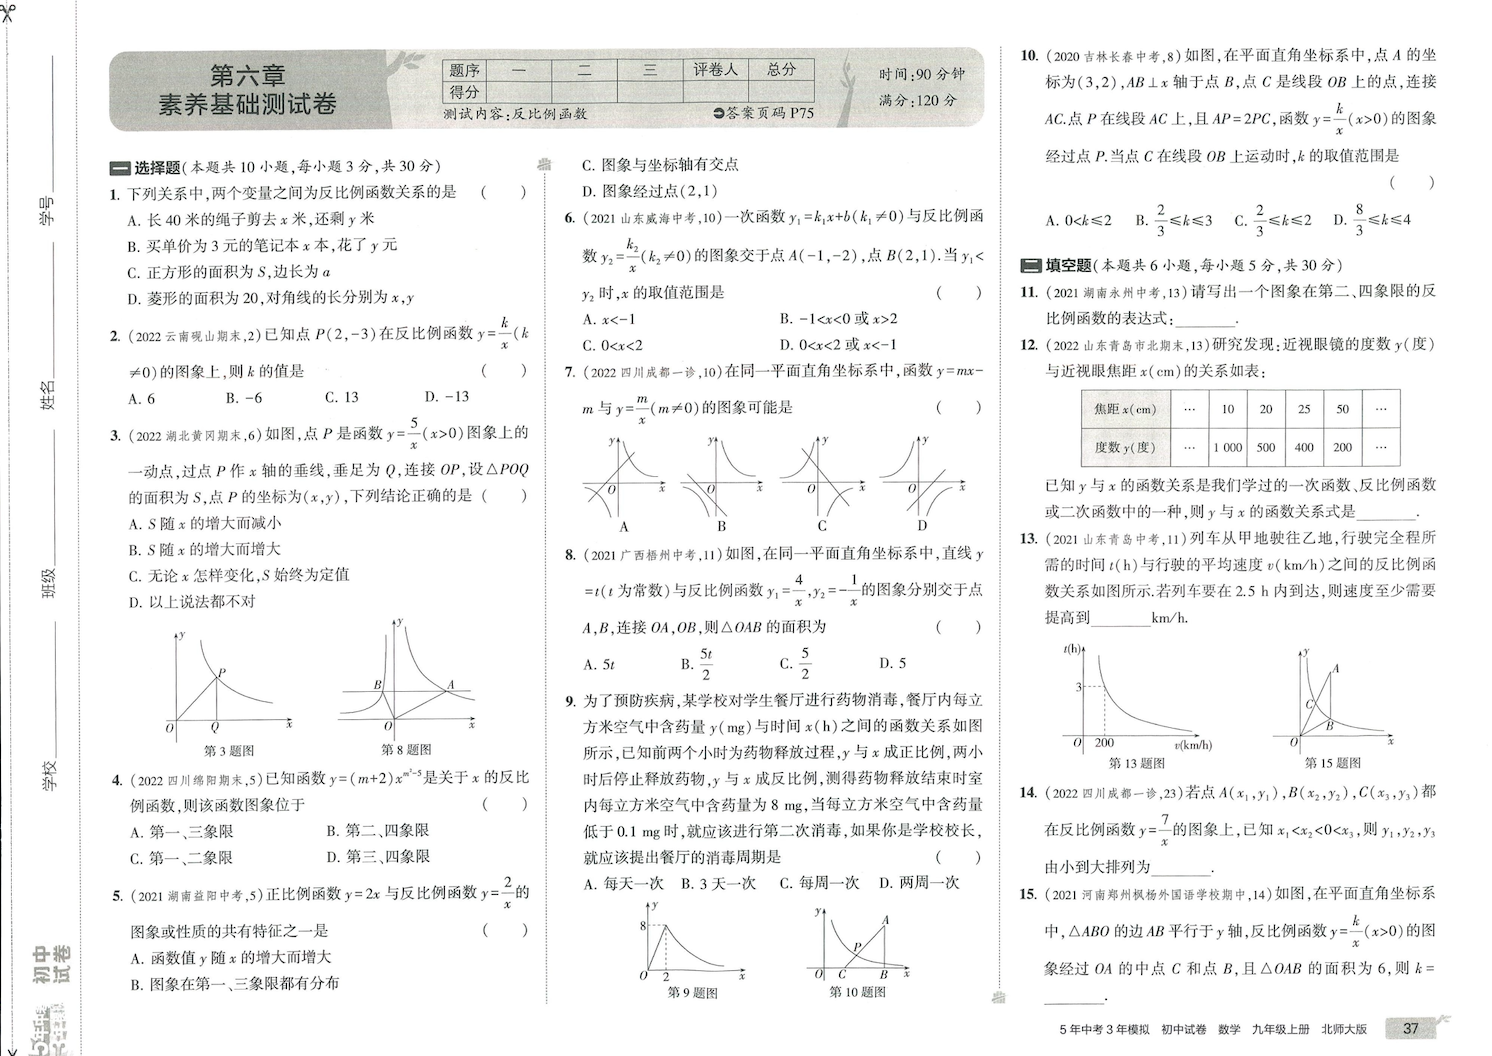 学号
姓名
班级
学校
初中试卷
第六章
素养基础测试卷
题序 一 二 三 评卷人 总分
得分
测试内容:反比例函数 答案页码 P75
时间:90 分钟
满分:120 分
一 选择题(本题共 10 小题,每小题 3 分,共 30 分)
1. 下列关系中,两个变量之间为反比例函数关系的是 ( )
A. 长 40 米的绳子剪去 x 米,还剩 y 米
B. 买单价为 3 元的笔记本 x 本,花了 y 元
C. 正方形的面积为 S,边长为 a
D. 菱形的面积为 20,对角线的长分别为 x,y
2. (2022 云南砚山期末,2)已知点 P(2,-3)在反比例函数 y=k/x(k
≠0)的图象上,则 k 的值是 ( )
A. 6 B. -6 C. 13 D. -13
3. (2022 湖北黄冈期末,6)如图,点 P 是函数 y=5/x(x>0)图象上的
一动点,过点 P 作 x 轴的垂线,垂足为 Q,连接 OP,设△POQ
的面积为 S,点 P 的坐标为(x,y),下列结论正确的是 ( )
A. S 随 x 的增大而减小
B. S 随 x 的增大而增大
C. 无论 x 怎样变化,S 始终为定值
D. 以上说法都不对
y P O Q x
y B A O x
第 3 题图 第 8 题图
4. (2022 四川绵阳期末,5)已知函数 y=(m+2)x^(m²-5)是关于 x 的反比
例函数,则该函数图象位于 ( )
A. 第一、三象限 B. 第二、四象限
C. 第一、二象限 D. 第三、四象限
5. (2021 湖南益阳中考,5)正比例函数 y=2x 与反比例函数 y=2/x的
图象或性质的共有特征之一是 ( )
A. 函数值 y 随 x 的增大而增大
B. 图象在第一、三象限都有分布
C. 图象与坐标轴有交点
D. 图象经过点(2,1)
6. (2021 山东威海中考,10)一次函数 y₁=k₁x+b(k₁≠0)与反比例函
数 y₂=k₂/x(k₂≠0)的图象交于点 A(-1,-2),点 B(2,1).当 y₁<
y₂ 时,x 的取值范围是 ( )
A. x<-1 B. -1<x<0 或 x>2
C. 0<x<2 D. 0<x<2 或 x<-1
7. (2022 四川成都一诊,10)在同一平面直角坐标系中,函数 y=mx-
m 与 y=m/x(m≠0)的图象可能是 ( )
y O x y O x y O x y O x
A B C D
8. (2021 广西梧州中考,11)如图,在同一平面直角坐标系中,直线 y
=t(t 为常数)与反比例函数 y₁=4/x,y₂=-1/x的图象分别交于点
A,B,连接 OA,OB,则△OAB 的面积为 ( )
A. 5t B. 5t/2 C. 5/2 D. 5
9. 为了预防疾病,某学校对学生餐厅进行药物消毒,餐厅内每立
方米空气中含药量 y(mg)与时间 x(h)之间的函数关系如图
所示,已知前两个小时为药物释放过程,y 与 x 成正比例,两小
时后停止释放药物,y 与 x 成反比例,测得药物释放结束时室
内每立方米空气中含药量为 8 mg,当每立方米空气中含药量
低于 0.1 mg 时,就应该进行第二次消毒,如果你是学校校长,
就应该提出餐厅的消毒周期是 ( )
A. 每天一次 B. 3 天一次 C. 每周一次 D. 两周一次
y 8 O 2 x
y A P O C B x
第 9 题图 第 10 题图
10. (2020 吉林长春中考,8)如图,在平面直角坐标系中,点 A 的坐
标为(3,2),AB⊥x 轴于点 B,点 C 是线段 OB 上的点,连接
AC.点 P 在线段 AC 上,且 AP=2PC,函数 y=k/x(x>0)的图象
经过点 P.当点 C 在线段 OB 上运动时,k 的取值范围是
( )
A. 0<k≤2 B. 2/3≤k≤3 C. 2/3≤k≤2 D. 8/3≤k≤4
二 填空题(本题共 6 小题,每小题 5 分,共 30 分)
11. (2021 湖南永州中考,13)请写出一个图象在第二、四象限的反
比例函数的表达式:________.
12. (2022 山东青岛市北期末,13)研究发现:近视眼镜的度数 y(度)
与近视眼焦距 x(cm)的关系如表:
焦距 x(cm) … 10 20 25 50 …
度数 y(度) … 1 000 500 400 200 …
已知 y 与 x 的函数关系是我们学过的一次函数、反比例函数
或二次函数中的一种,则 y 与 x 的函数关系式是________.
13. (2021 山东青岛中考,11)列车从甲地驶往乙地,行驶完全程所
需的时间 t(h)与行驶的平均速度 v(km/h)之间的反比例函
数关系如图所示.若列车要在 2.5 h 内到达,则速度至少需要
提高到________km/h.
t(h) 3 O 200 v(km/h)
y A C B O x
第 13 题图 第 15 题图
14. (2022 四川成都一诊,23)若点 A(x₁,y₁),B(x₂,y₂),C(x₃,y₃)都
在反比例函数 y=7/x的图象上,已知 x₁<x₂<0<x₃,则 y₁,y₂,y₃
由小到大排列为________.
15. (2021 河南郑州枫杨外国语学校期中,14)如图,在平面直角坐标系
中,△ABO 的边 AB 平行于 y 轴,反比例函数 y=k/x(x>0)的图
象经过 OA 的中点 C 和点 B,且△OAB 的面积为 6,则 k=
________.
5 年中考 3 年模拟 初中试卷 数学 九年级上册 北师大版 37